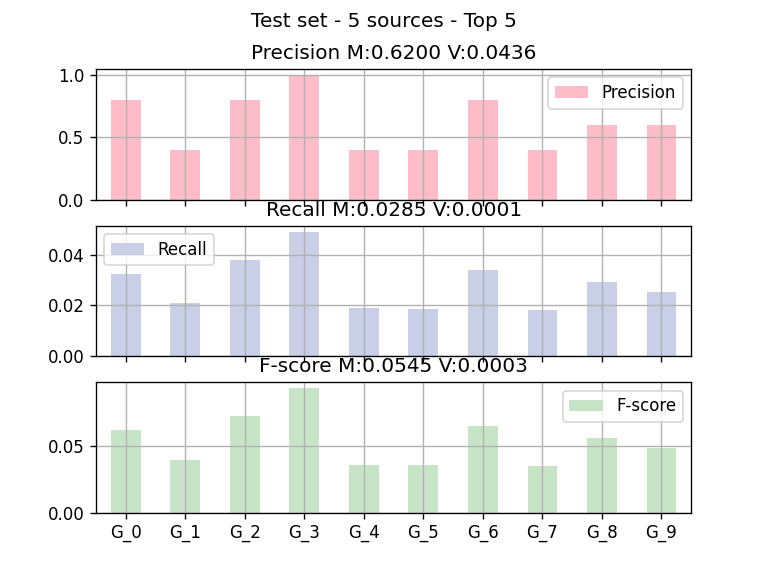 Test set - 5 sources - Top 5
Precision M:0.6200 V:0.0436
1.0
0.5
0.0
Precision
Recall M:0.0285 V:0.0001
0.04
0.02
0.00
Recall
F-score M:0.0545 V:0.0003
0.05
0.00
F-score
G_0 G_1 G_2 G_3 G_4 G_5 G_6 G_7 G_8 G_9